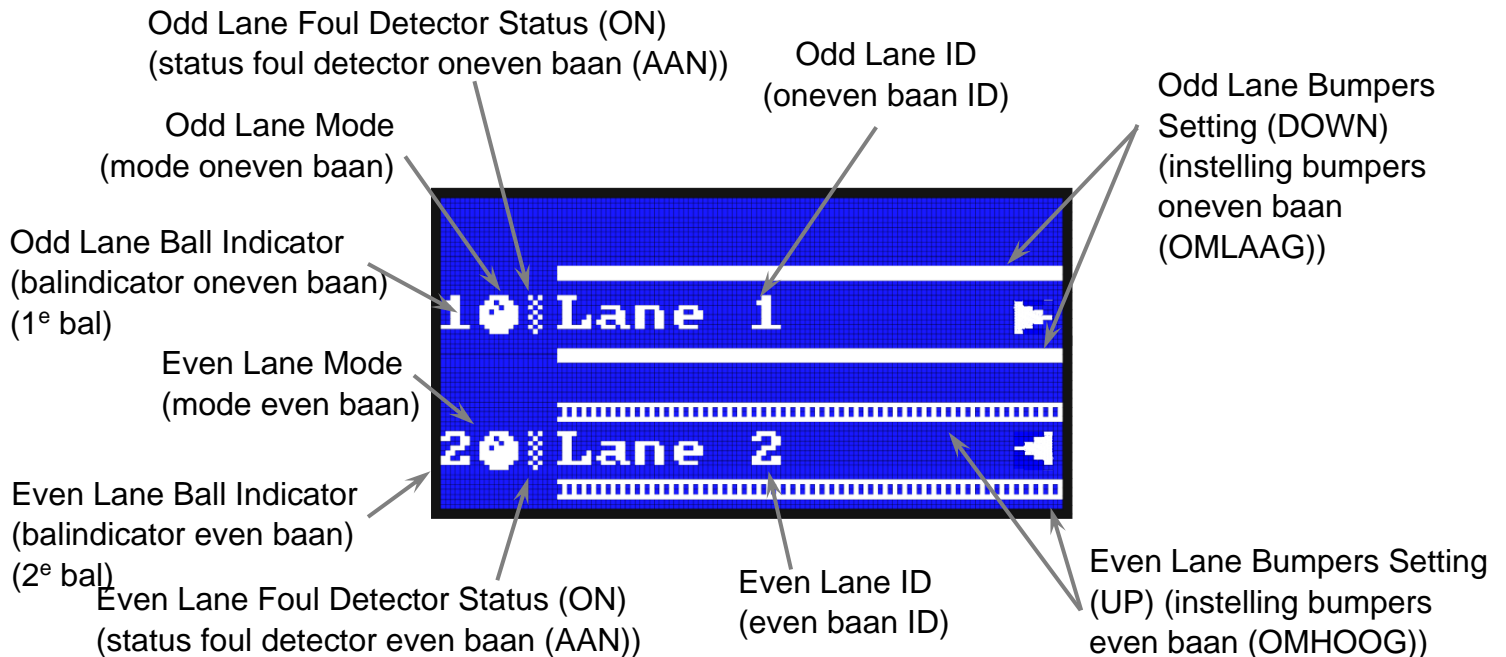 Odd Lane Foul Detector Status (ON)
(status foul detector oneven baan (AAN))
Odd Lane ID
(oneven baan ID)
Odd Lane Bumpers
Setting (DOWN)
(instelling bumpers
oneven baan
(OMLAAG))
Odd Lane Mode
(mode oneven baan)
Odd Lane Ball Indicator
(balindicator oneven baan)
(1e bal)
1 Lane 1
Even Lane Mode
(mode even baan)
2 Lane 2
Even Lane Ball Indicator
(balindicator even baan)
(2e bal)
Even Lane Foul Detector Status (ON)
(status foul detector even baan (AAN))
Even Lane ID
(even baan ID)
Even Lane Bumpers Setting
(UP) (instelling bumpers
even baan (OMHOOG))